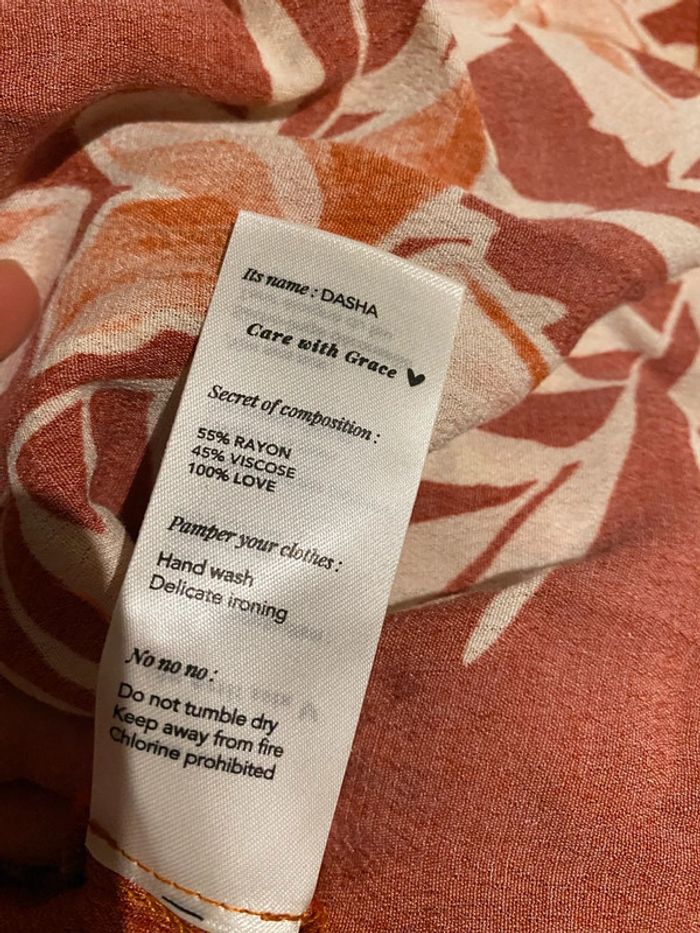 Its name : DASHA
Care with Grace ♥
Secret of composition :
55% RAYON
45% VISCOSE
100% LOVE
Pamper your clothes :
Hand wash
Delicate ironing
No no no :
Do not tumble dry
Keep away from fire
Chlorine prohibited